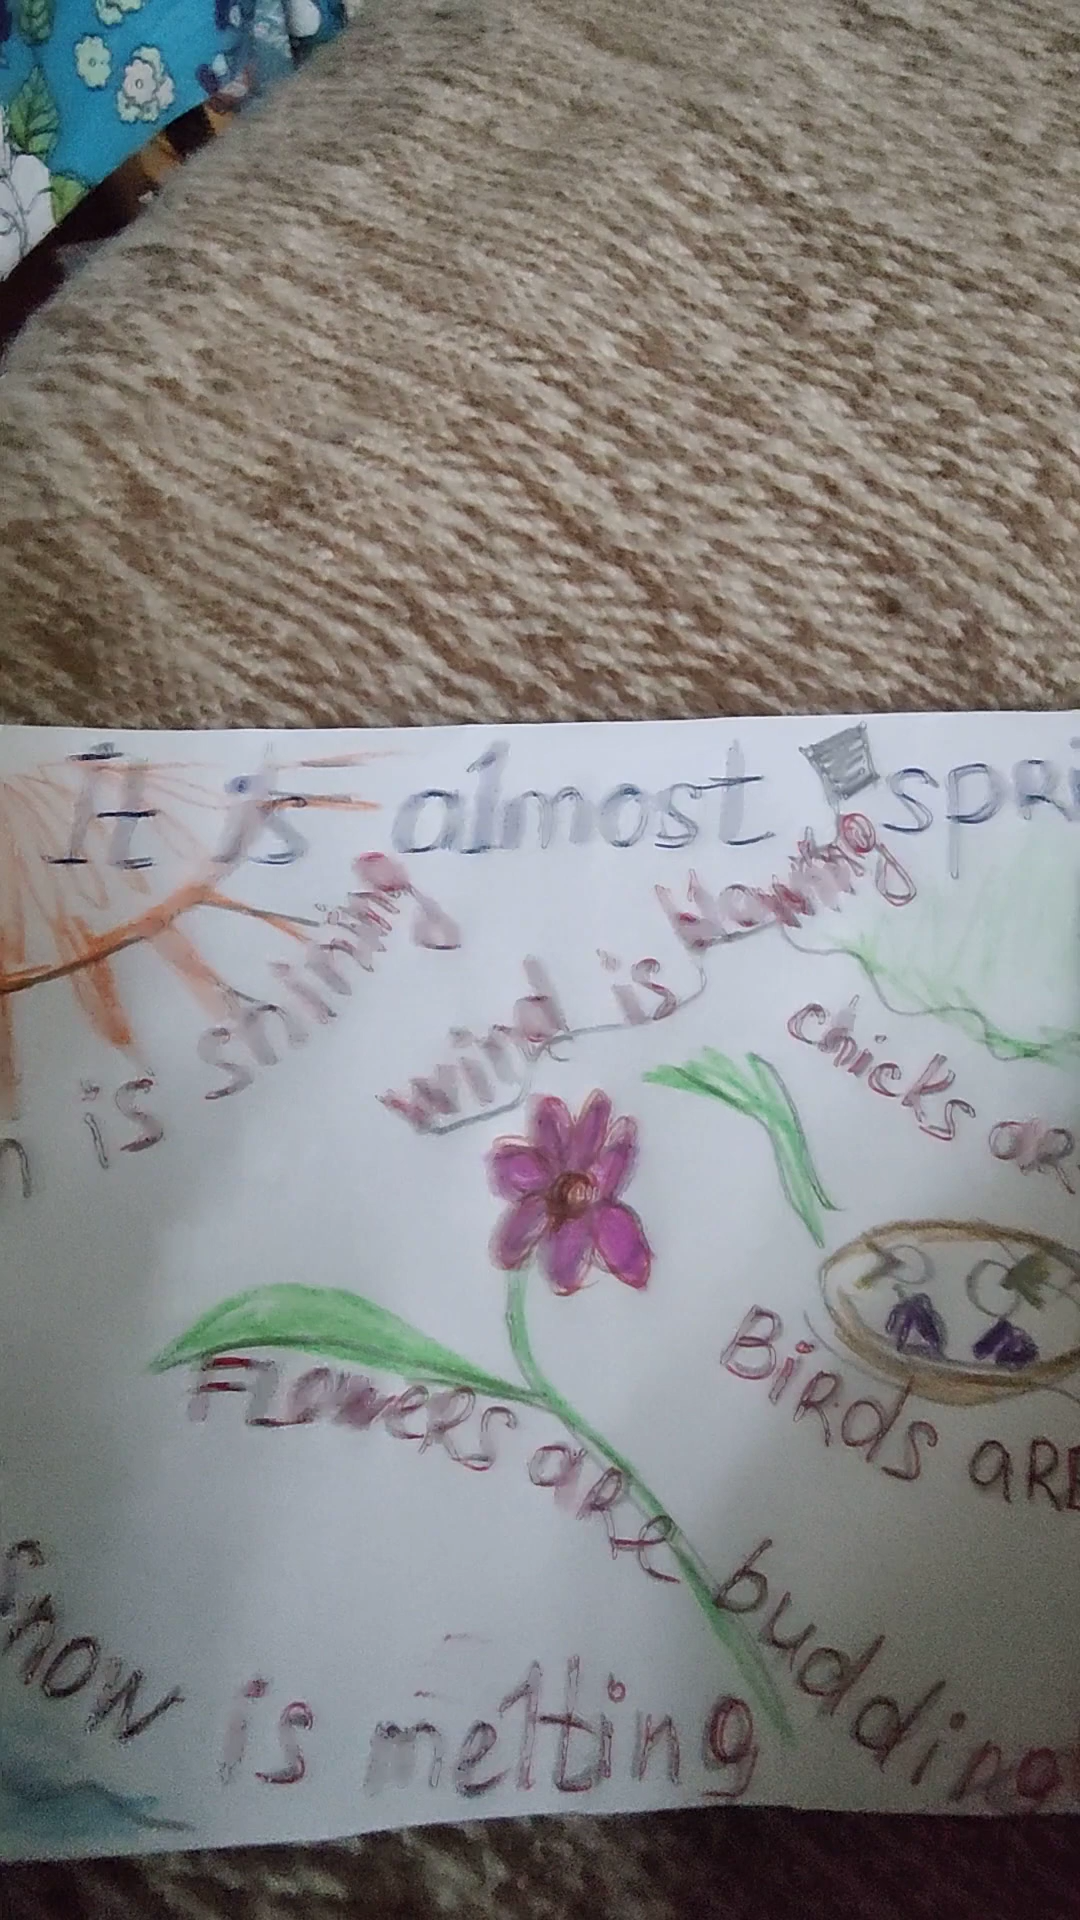 It is almost spri
n is shining
wind is blowing
chicks ar
Birds are
Flowers are budding
Snow is melting